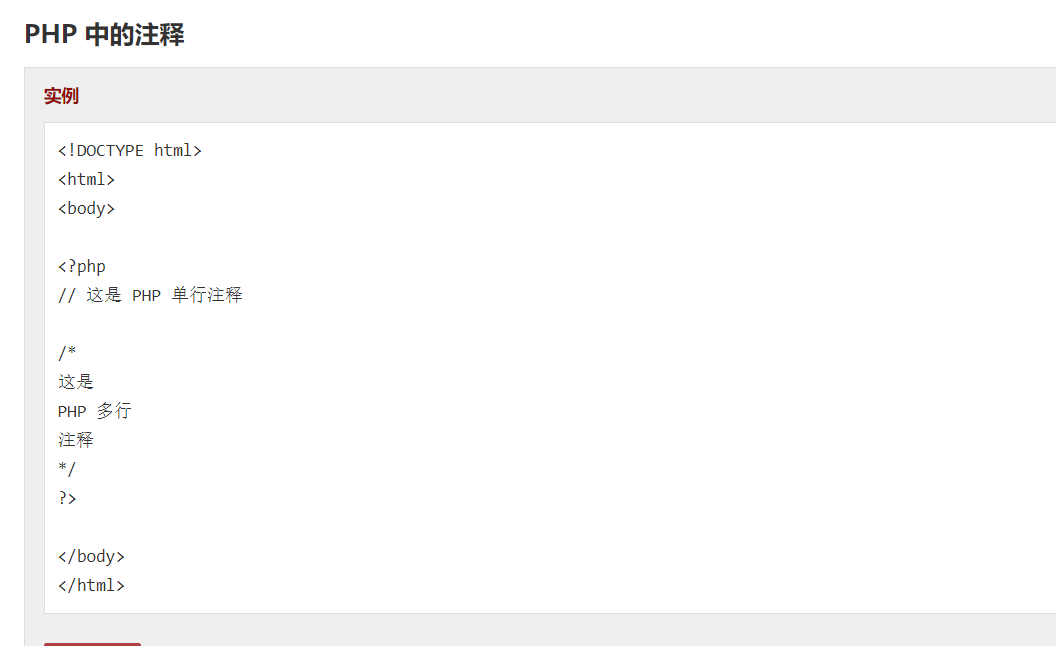 PHP 中的注释
实例
<!DOCTYPE html>
<html>
<body>
<?php
// 这是 PHP 单行注释
/*
这是
PHP 多行
注释
*/
?>
</body>
</html>